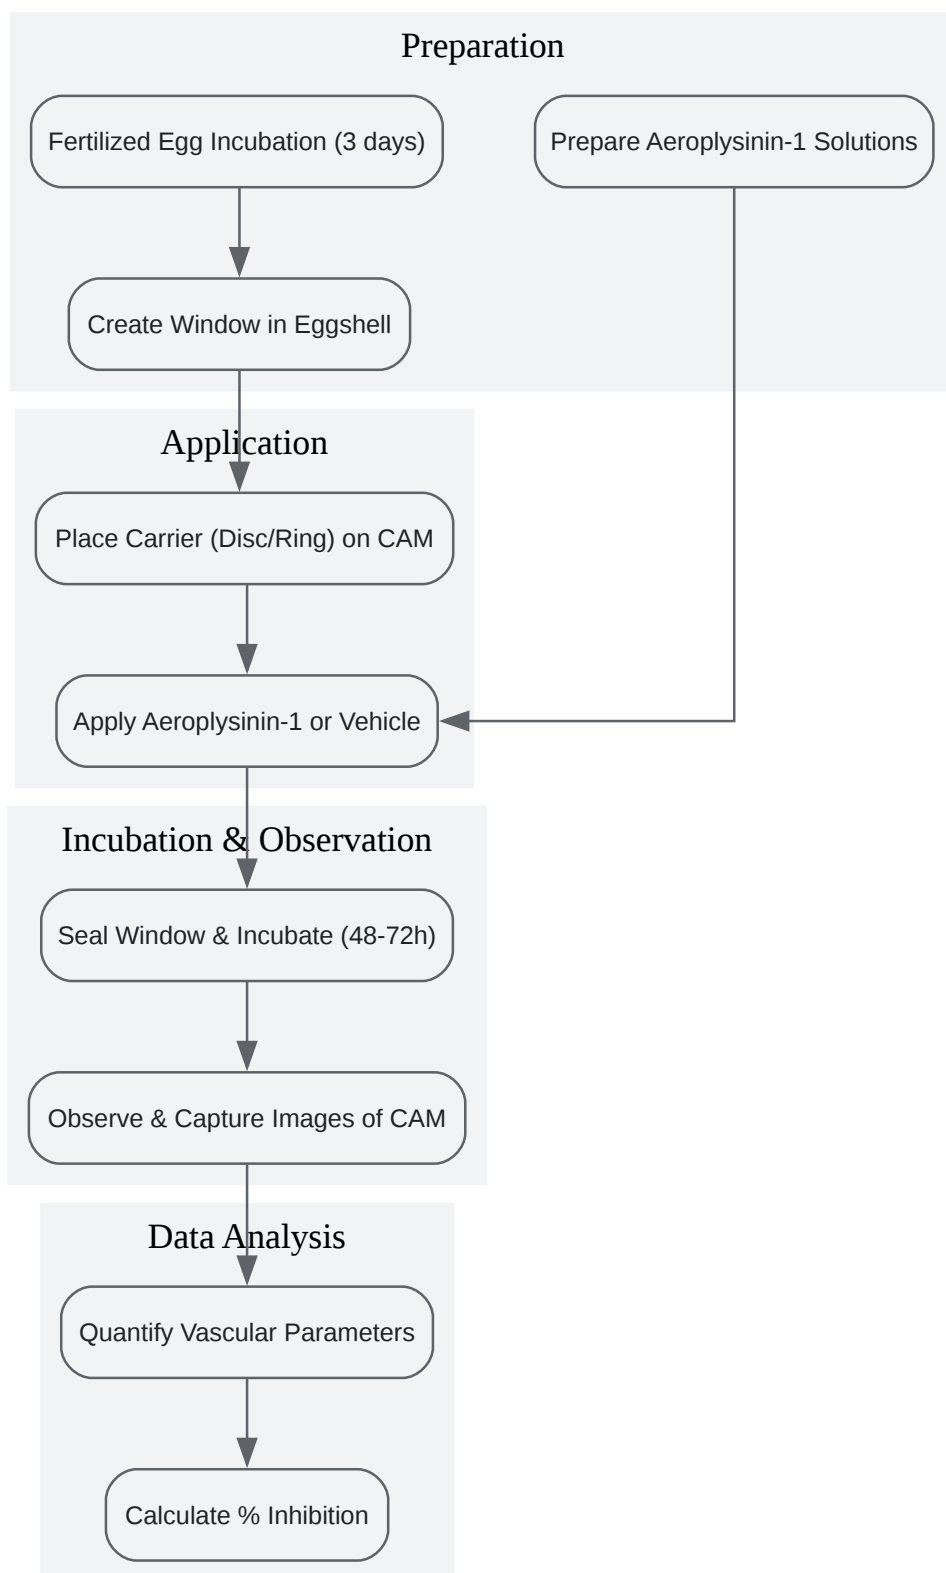 Preparation
Fertilized Egg Incubation (3 days)
Prepare Aeroplysinin-1 Solutions
Create Window in Eggshell
Application
Place Carrier (Disc/Ring) on CAM
Apply Aeroplysinin-1 or Vehicle
Incubation & Observation
Seal Window & Incubate (48-72h)
Observe & Capture Images of CAM
Data Analysis
Quantify Vascular Parameters
Calculate % Inhibition